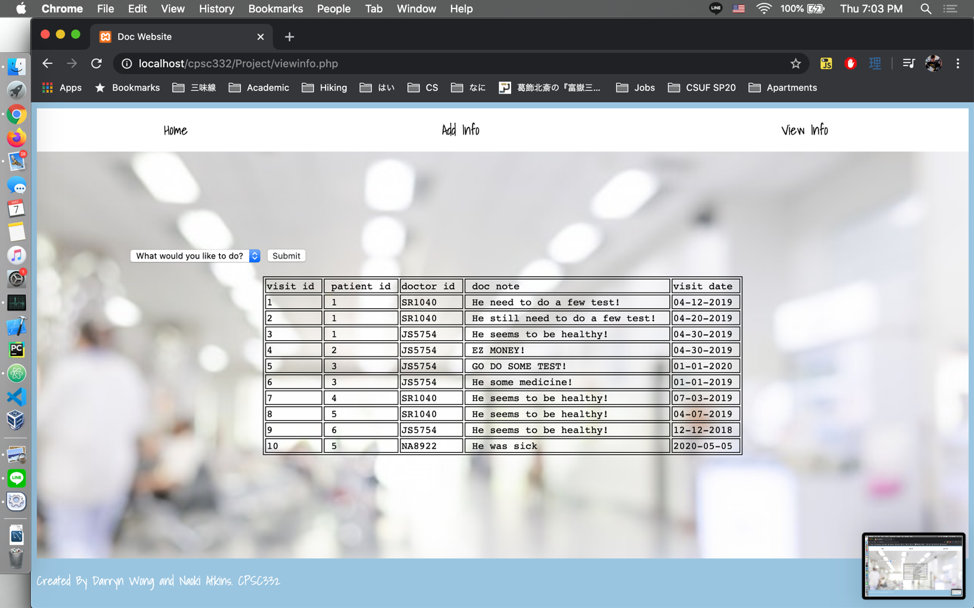 Chrome File Edit View History Bookmarks People Tab Window Help LINE 100% Thu 7:03 PM
Doc Website
localhost/cpsc332/Project/viewinfo.php
Apps Bookmarks 三味線 Academic Hiking はい CS なに 葛飾北斎の『富嶽三... Jobs CSUF SP20 Apartments
Home Add Info View Info
What would you like to do? Submit
visit id patient id doctor id doc note visit date
1 1 SR1040 He need to do a few test! 04-12-2019
2 1 SR1040 He still need to do a few test! 04-20-2019
3 1 JS5754 He seems to be healthy! 04-30-2019
4 2 JS5754 EZ MONEY! 04-30-2019
5 3 JS5754 GO DO SOME TEST! 01-01-2020
6 3 JS5754 He some medicine! 01-01-2019
7 4 SR1040 He seems to be healthy! 07-03-2019
8 5 SR1040 He seems to be healthy! 04-07-2019
9 6 JS5754 He seems to be healthy! 12-12-2018
10 5 NA8922 He was sick 2020-05-05
Created By Darryn Wong and Naoki Atkins. CPSC332